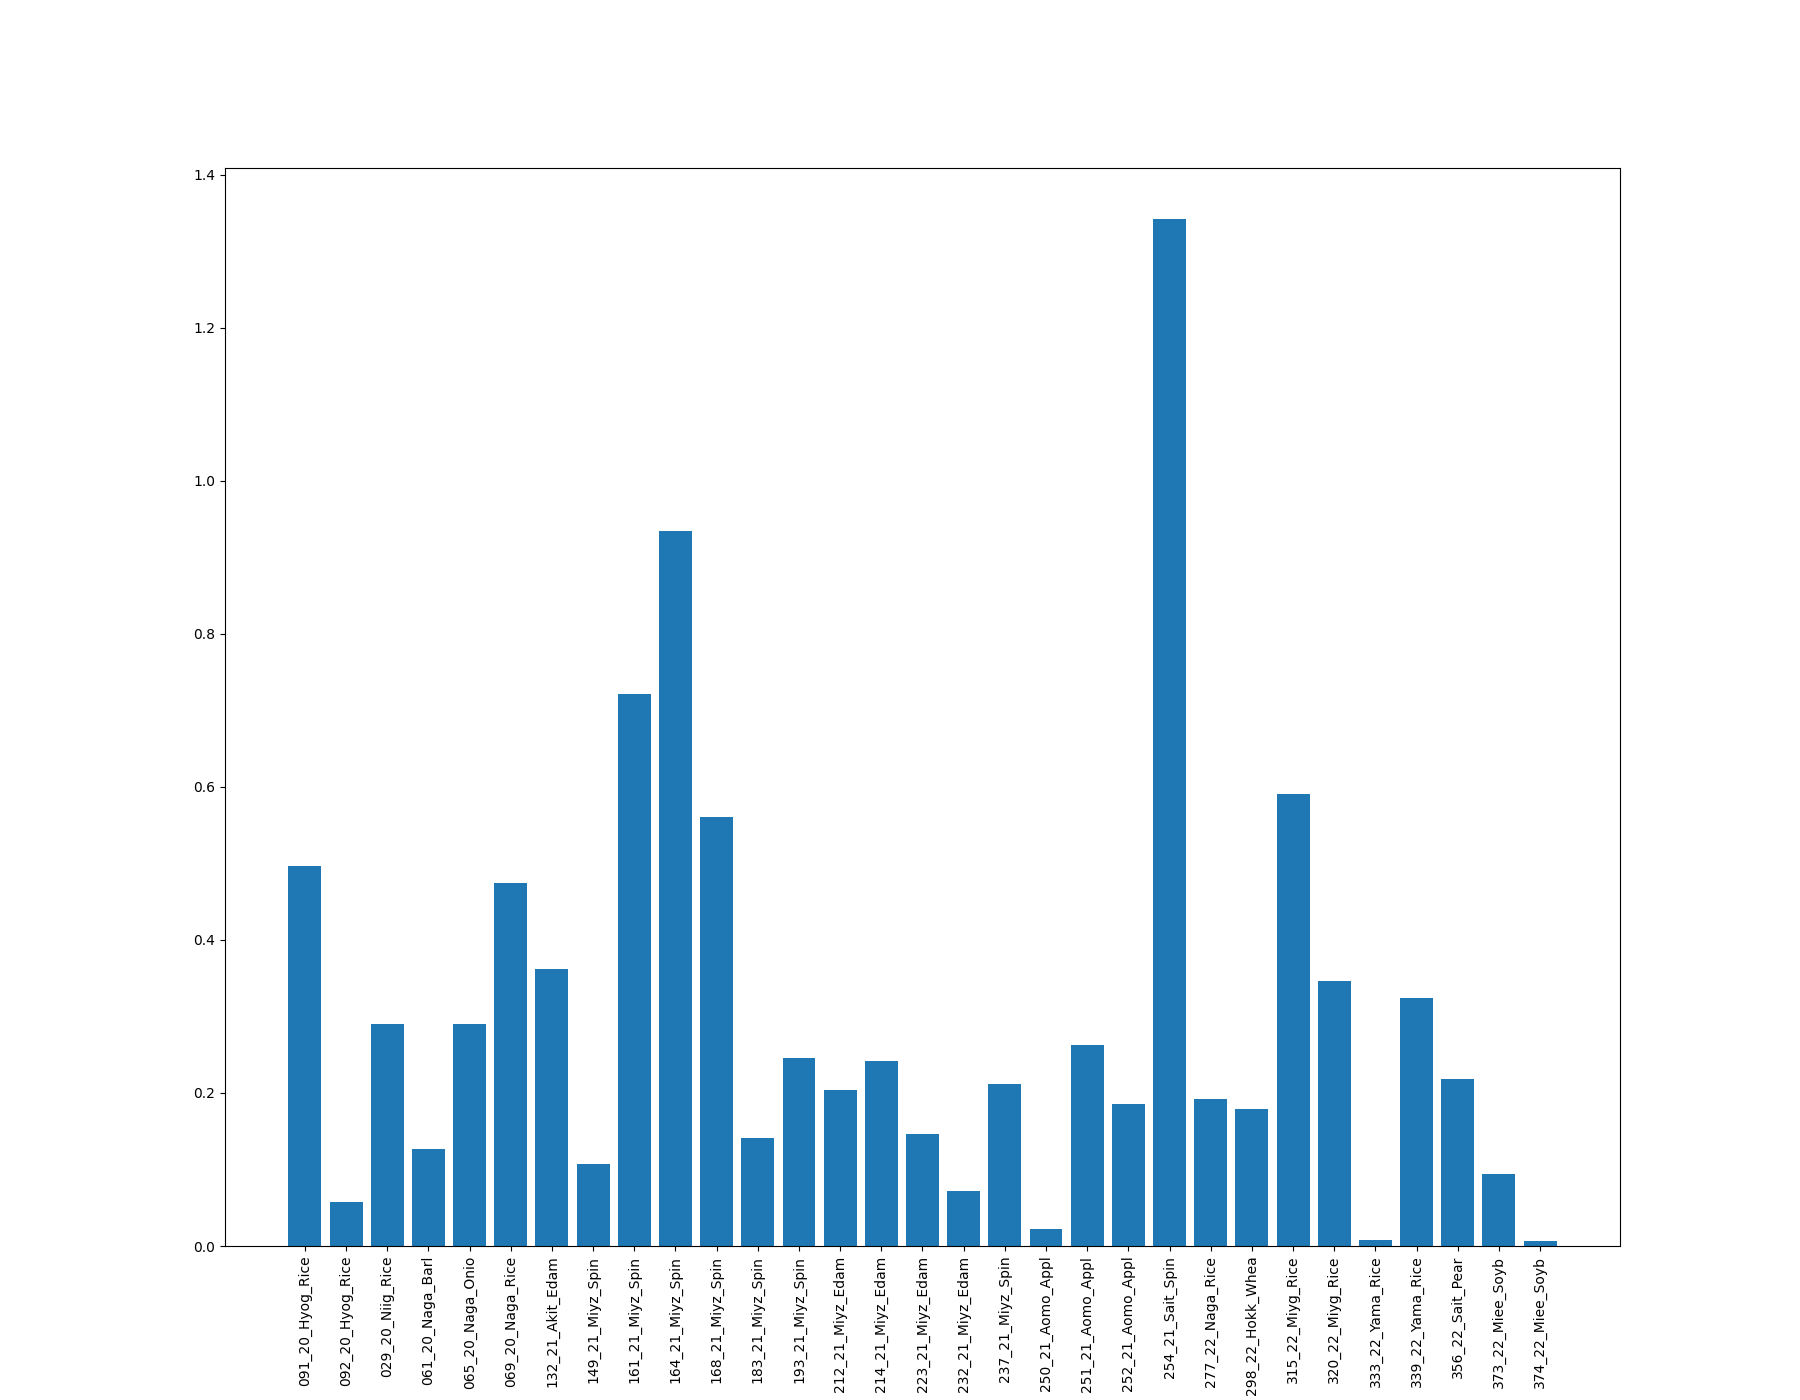 1.4
1.2
1.0
0.8
0.6
0.4
0.2
0.0
091_20_Hyog_Rice
092_20_Hyog_Rice
029_20_Niig_Rice
061_20_Naga_Barl
065_20_Naga_Onio
069_20_Naga_Rice
132_21_Akit_Edam
149_21_Miyz_Spin
161_21_Miyz_Spin
164_21_Miyz_Spin
168_21_Miyz_Spin
183_21_Miyz_Spin
193_21_Miyz_Spin
212_21_Miyz_Edam
214_21_Miyz_Edam
223_21_Miyz_Edam
232_21_Miyz_Edam
237_21_Miyz_Spin
250_21_Aomo_Appl
251_21_Aomo_Appl
252_21_Aomo_Appl
254_21_Sait_Spin
277_22_Naga_Rice
298_22_Hokk_Whea
315_22_Miyg_Rice
320_22_Miyg_Rice
333_22_Yama_Rice
339_22_Yama_Rice
356_22_Sait_Pear
373_22_Miee_Soyb
374_22_Miee_Soyb